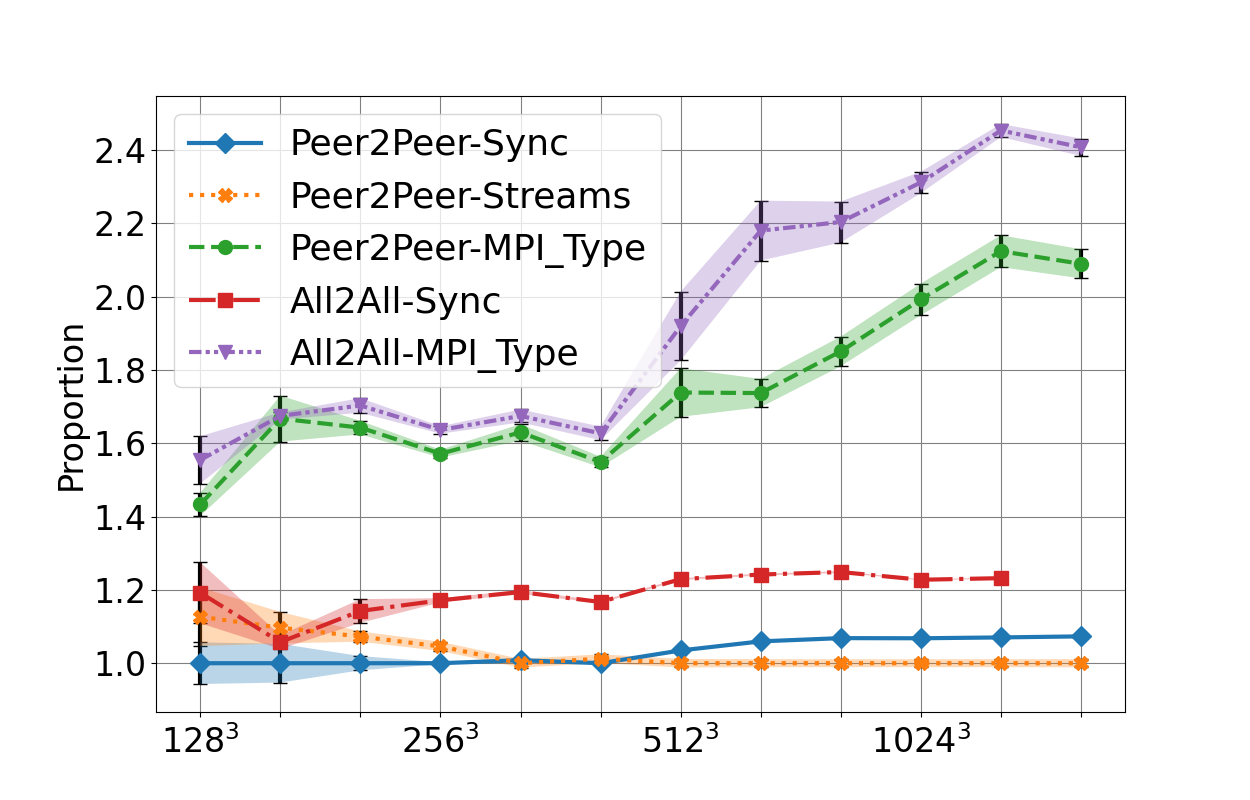 Peer2Peer-Sync
Peer2Peer-Streams
Peer2Peer-MPI_Type
All2All-Sync
All2All-MPI_Type
Proportion
2.4
2.2
2.0
1.8
1.6
1.4
1.2
1.0
128³ 256³ 512³ 1024³